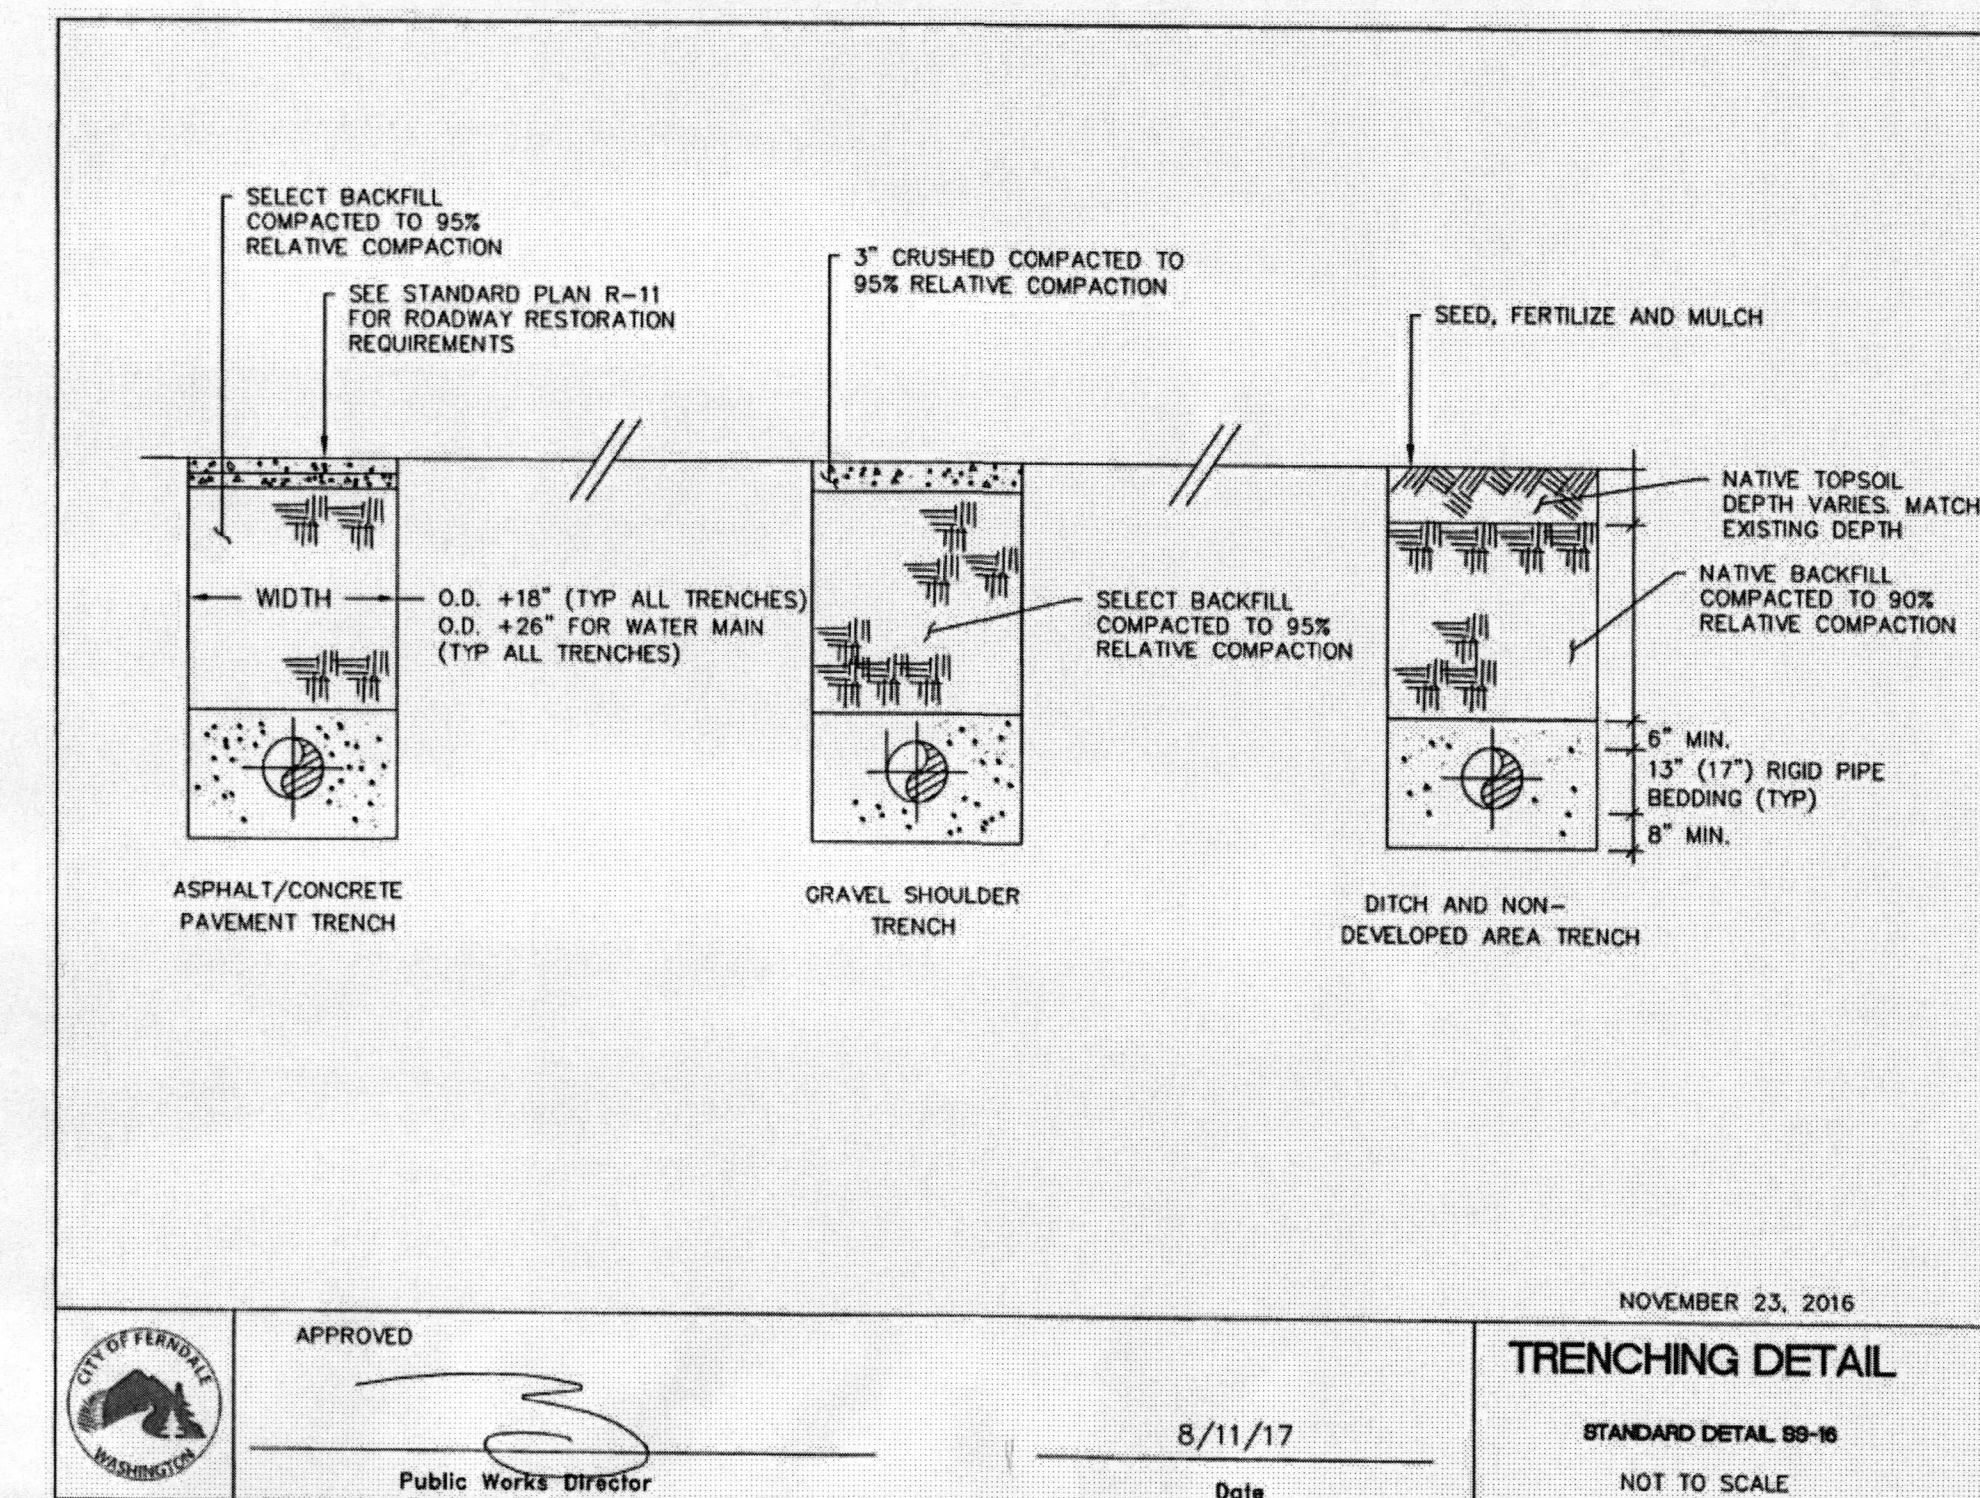 SELECT BACKFILL
COMPACTED TO 95%
RELATIVE COMPACTION
SEE STANDARD PLAN R-11
FOR ROADWAY RESTORATION
REQUIREMENTS
3" CRUSHED COMPACTED TO
95% RELATIVE COMPACTION
SEED, FERTILIZE AND MULCH
NATIVE TOPSOIL
DEPTH VARIES. MATCH
EXISTING DEPTH
NATIVE BACKFILL
COMPACTED TO 90%
RELATIVE COMPACTION
WIDTH
O.D. +18" (TYP ALL TRENCHES)
O.D. +26" FOR WATER MAIN
(TYP ALL TRENCHES)
SELECT BACKFILL
COMPACTED TO 95%
RELATIVE COMPACTION
6" MIN.
13" (17") RIGID PIPE
BEDDING (TYP)
8" MIN.
ASPHALT/CONCRETE
PAVEMENT TRENCH
GRAVEL SHOULDER
TRENCH
DITCH AND NON-
DEVELOPED AREA TRENCH
NOVEMBER 23, 2016
CITY OF FERNDALE
WASHINGTON
APPROVED
Public Works Director
8/11/17
Date
TRENCHING DETAIL
STANDARD DETAIL SS-16
NOT TO SCALE